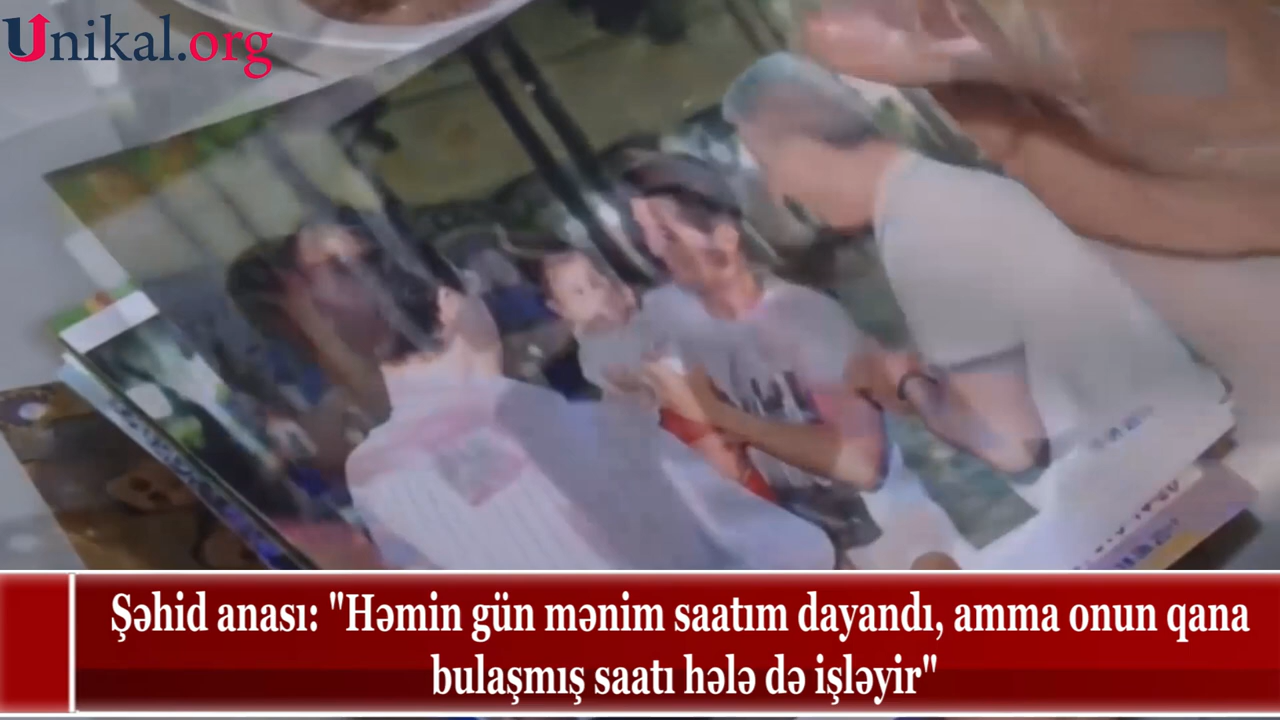 Unikal.org
Şəhid anası: "Həmin gün mənim saatım dayandı, amma onun qana
bulaşmış saatı hələ də işləyir"